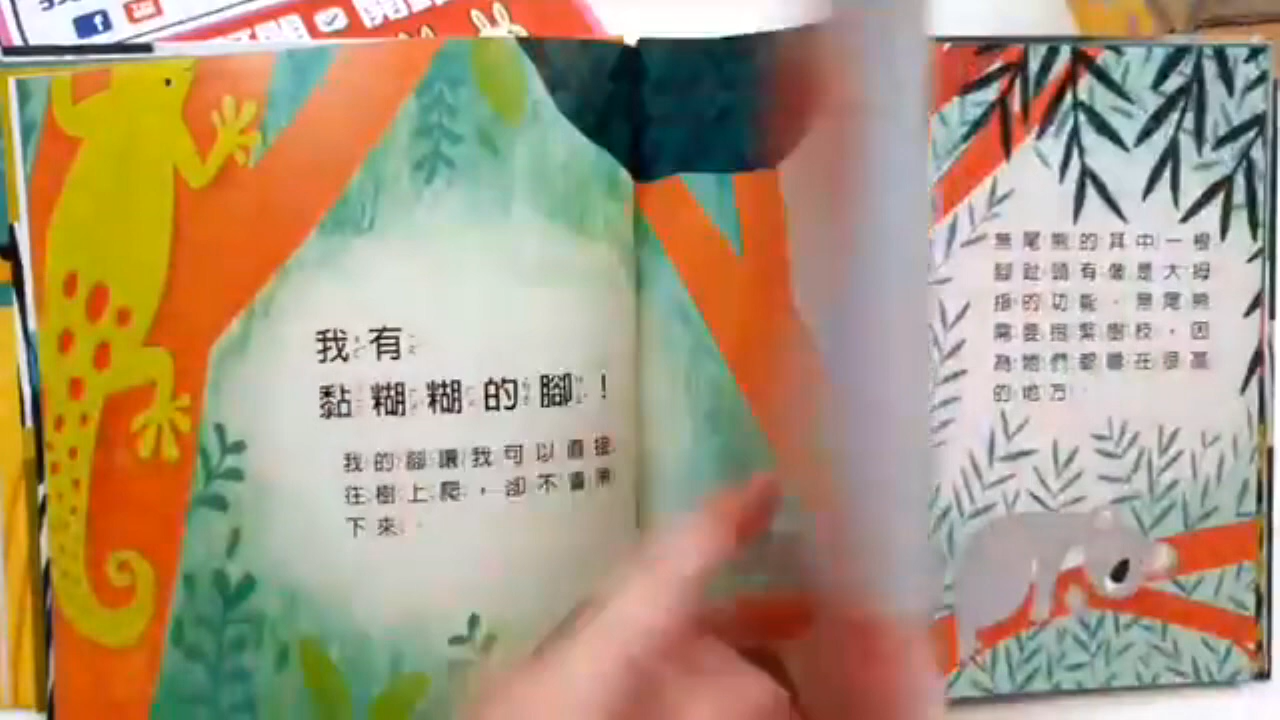 我有
黏糊糊的腳！
我的腳讓我可以直接
往樹上爬，卻不會滑
下來。
無尾熊的其中一根
腳趾頭有像是大拇
指的功能。無尾熊
需要抱緊樹枝，因
為牠們都住在很高
的地方。